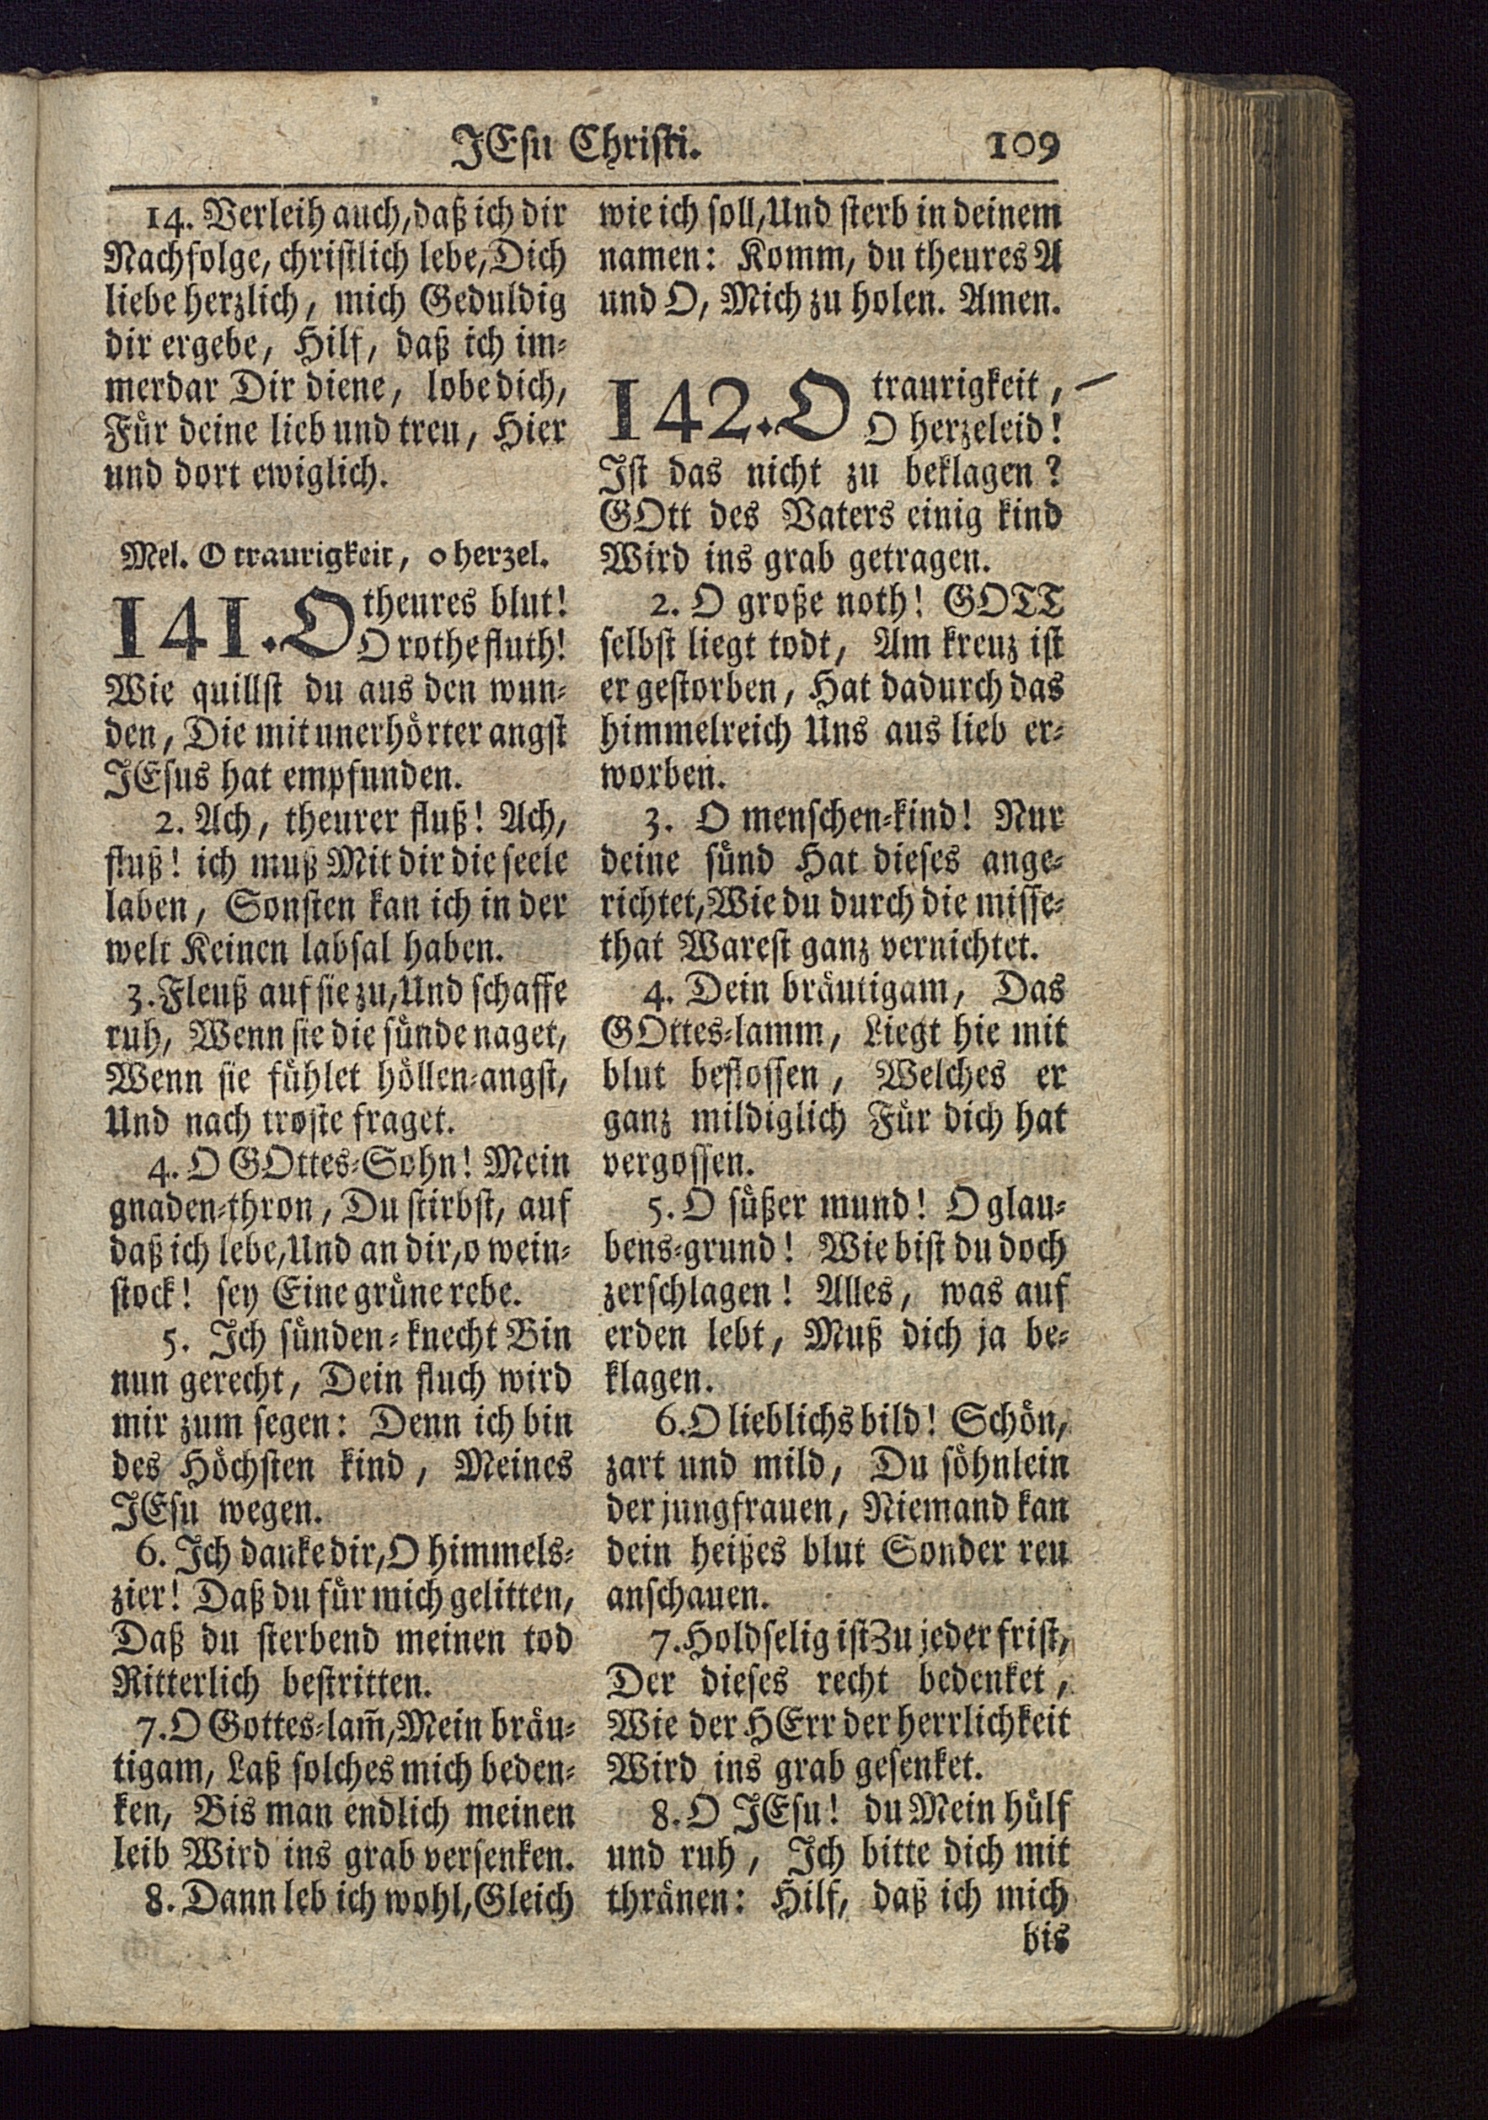 JEsu Christi. 109
14. Verleih auch, daß ich dir
Nachfolge, christlich lebe, Dich
liebe herzlich, mich Geduldig
dir ergebe, Hilf, daß ich im-
merdar Dir diene, lobe dich,
Für deine lieb und treu, Hier
und dort ewiglich.
Mel. O traurigkeit, o herzel.
141. O theures blut!
O rothe fluth!
Wie quillst du aus den wun-
den, Die mit unerhörter angst
JEsus hat empfunden.
2. Ach, theurer fluß! Ach,
fluß! ich muß Mit dir die seele
laben, Sonsten kan ich in der
welt Keinen labsal haben.
3. Fleuß auf sie zu, Und schaffe
ruh, Wenn sie die sünde naget,
Wenn sie fühlet höllen-angst,
Und nach troste fraget.
4. O GOttes-Sohn! Mein
gnaden-thron, Du stirbst, auf
daß ich lebe, Und an dir, o wein-
stock! sey Eine grüne rebe.
5. Ich sünden-knecht Bin
nun gerecht, Dein fluch wird
mir zum segen: Denn ich bin
des Höchsten kind, Meines
JEsu wegen.
6. Ich danke dir, O himmels-
zier! Daß du für mich gelitten,
Daß du sterbend meinen tod
Ritterlich bestritten.
7. O Gottes-lam̄, Mein bräu-
tigam, Laß solches mich beden-
ken, Bis man endlich meinen
leib Wird ins grab versenken.
8. Dann leb ich wohl, Gleich
wie ich soll, Und sterb in deinem
namen: Komm, du theures A
und O, Mich zu holen. Amen.
142. O traurigkeit,
O herzeleid!
Ist das nicht zu beklagen?
GOtt des Vaters einig kind
Wird ins grab getragen.
2. O große noth! GOTT
selbst liegt todt, Am kreuz ist
er gestorben, Hat dadurch das
himmelreich Uns aus lieb er-
worben.
3. O menschen-kind! Nur
deine sünd Hat dieses ange-
richtet, Wie du durch die misse-
that Warest ganz vernichtet.
4. Dein bräutigam, Das
GOttes-lamm, Liegt hie mit
blut beflossen, Welches er
ganz mildiglich Für dich hat
vergossen.
5. O süßer mund! O glau-
bens-grund! Wie bist du doch
zerschlagen! Alles, was auf
erden lebt, Muß dich ja be-
klagen.
6. O lieblichs bild! Schön,
zart und mild, Du söhnlein
der jungfrauen, Niemand kan
dein heißes blut Sonder reu
anschauen.
7. Holdselig ist Zu jeder frist,
Der dieses recht bedenket,
Wie der HErr der herrlichkeit
Wird ins grab gesenket.
8. O JEsu! du Mein hülf
und ruh, Ich bitte dich mit
thränen: Hilf, daß ich mich
bis